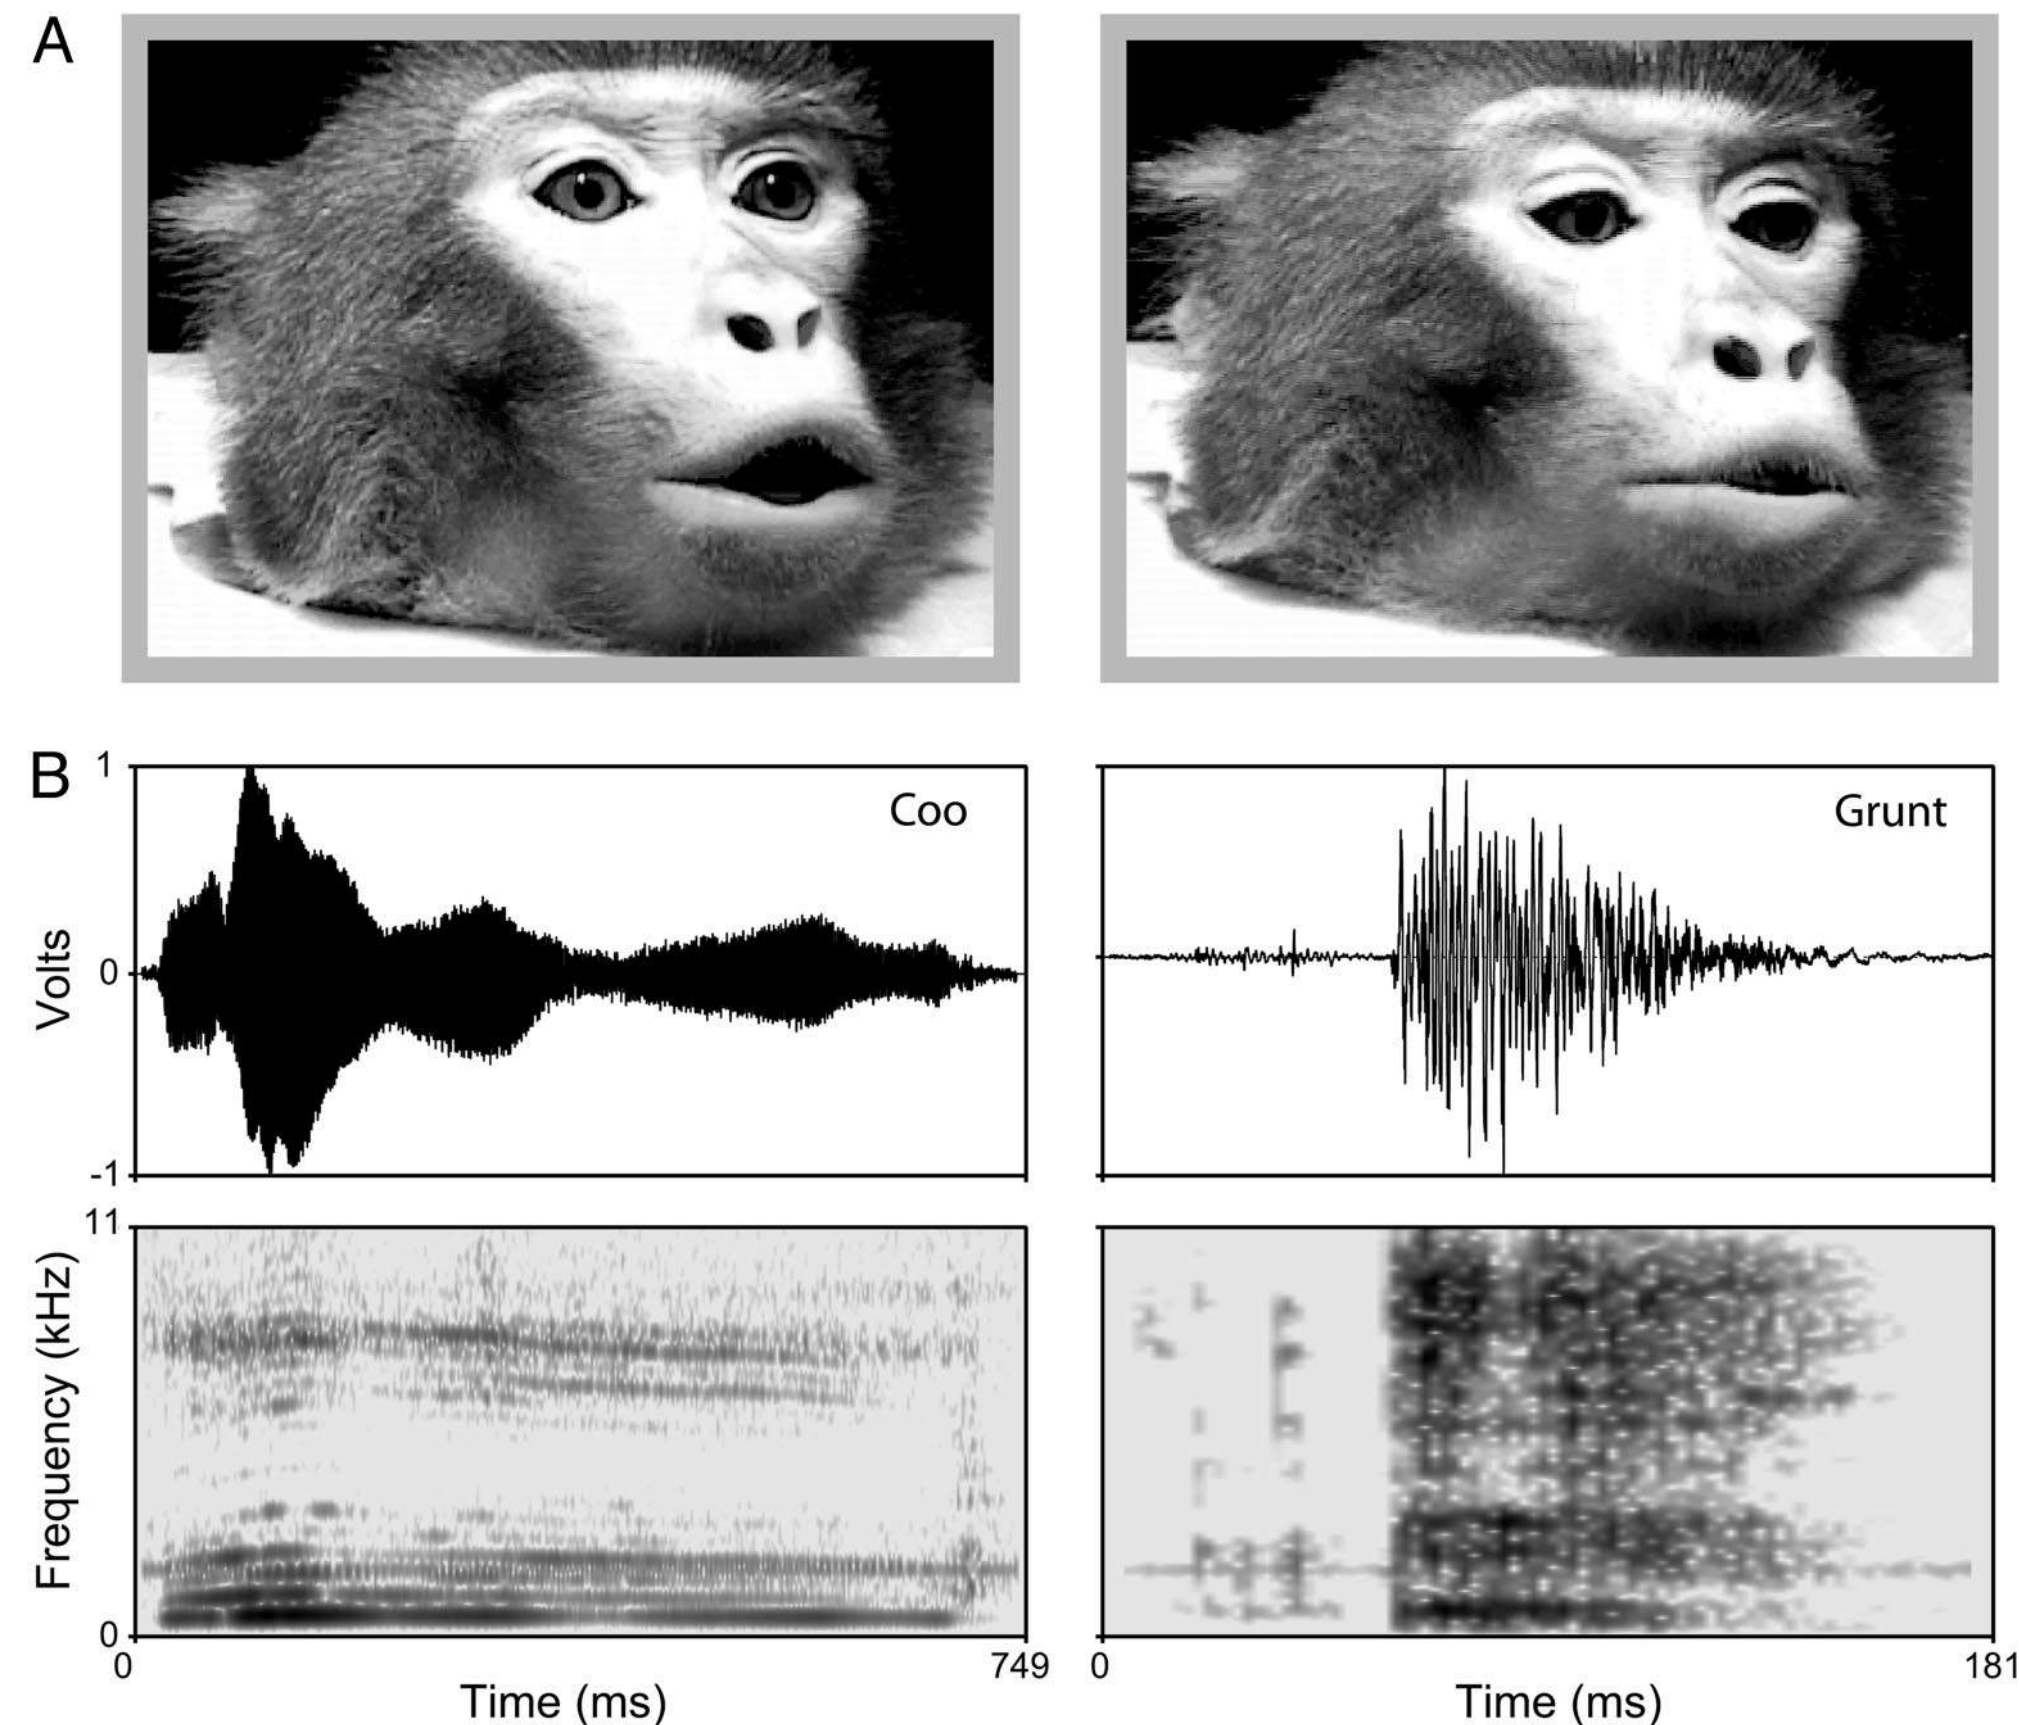 A
B
1
Coo
Grunt
Volts
0
-1
11
Frequency (kHz)
0
0
749
0
181
Time (ms)
Time (ms)